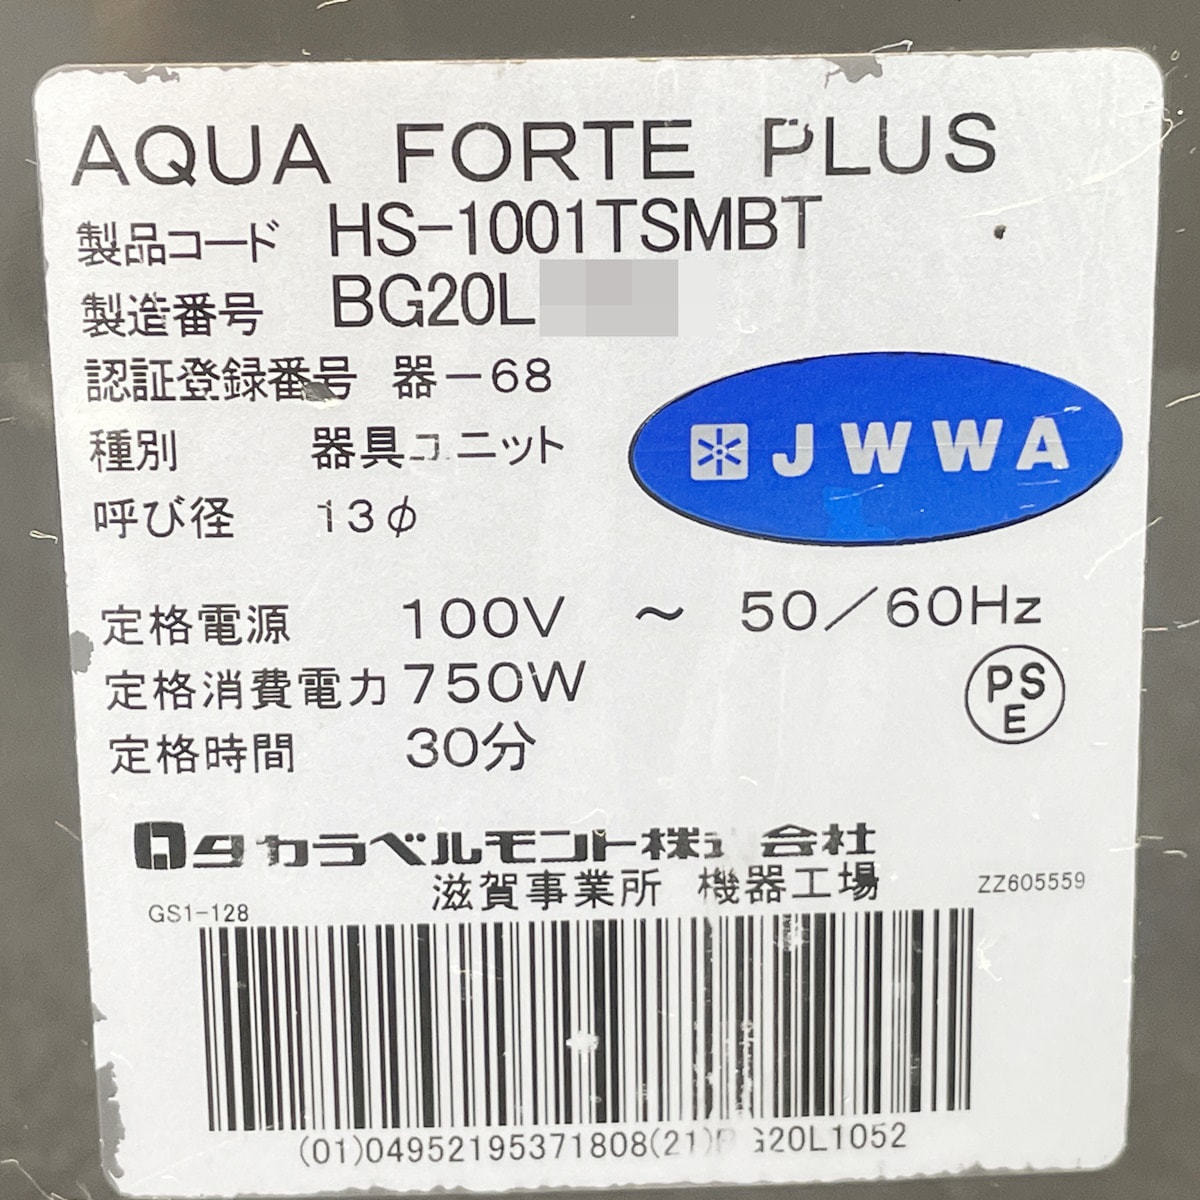 AQUA FORTE PLUS
製品コード HS-1001TSMBT
製造番号 BG20L
認証登録番号 器-68
種別 器具ユニット
呼び径 13φ
JWWA
定格電源 100V ～ 50/60Hz
定格消費電力 750W
PSE
定格時間 30分
タカラベルモント株式会社
滋賀事業所 機器工場
ZZ605559
GS1-128
(01)04952195371808(21) G20L1052